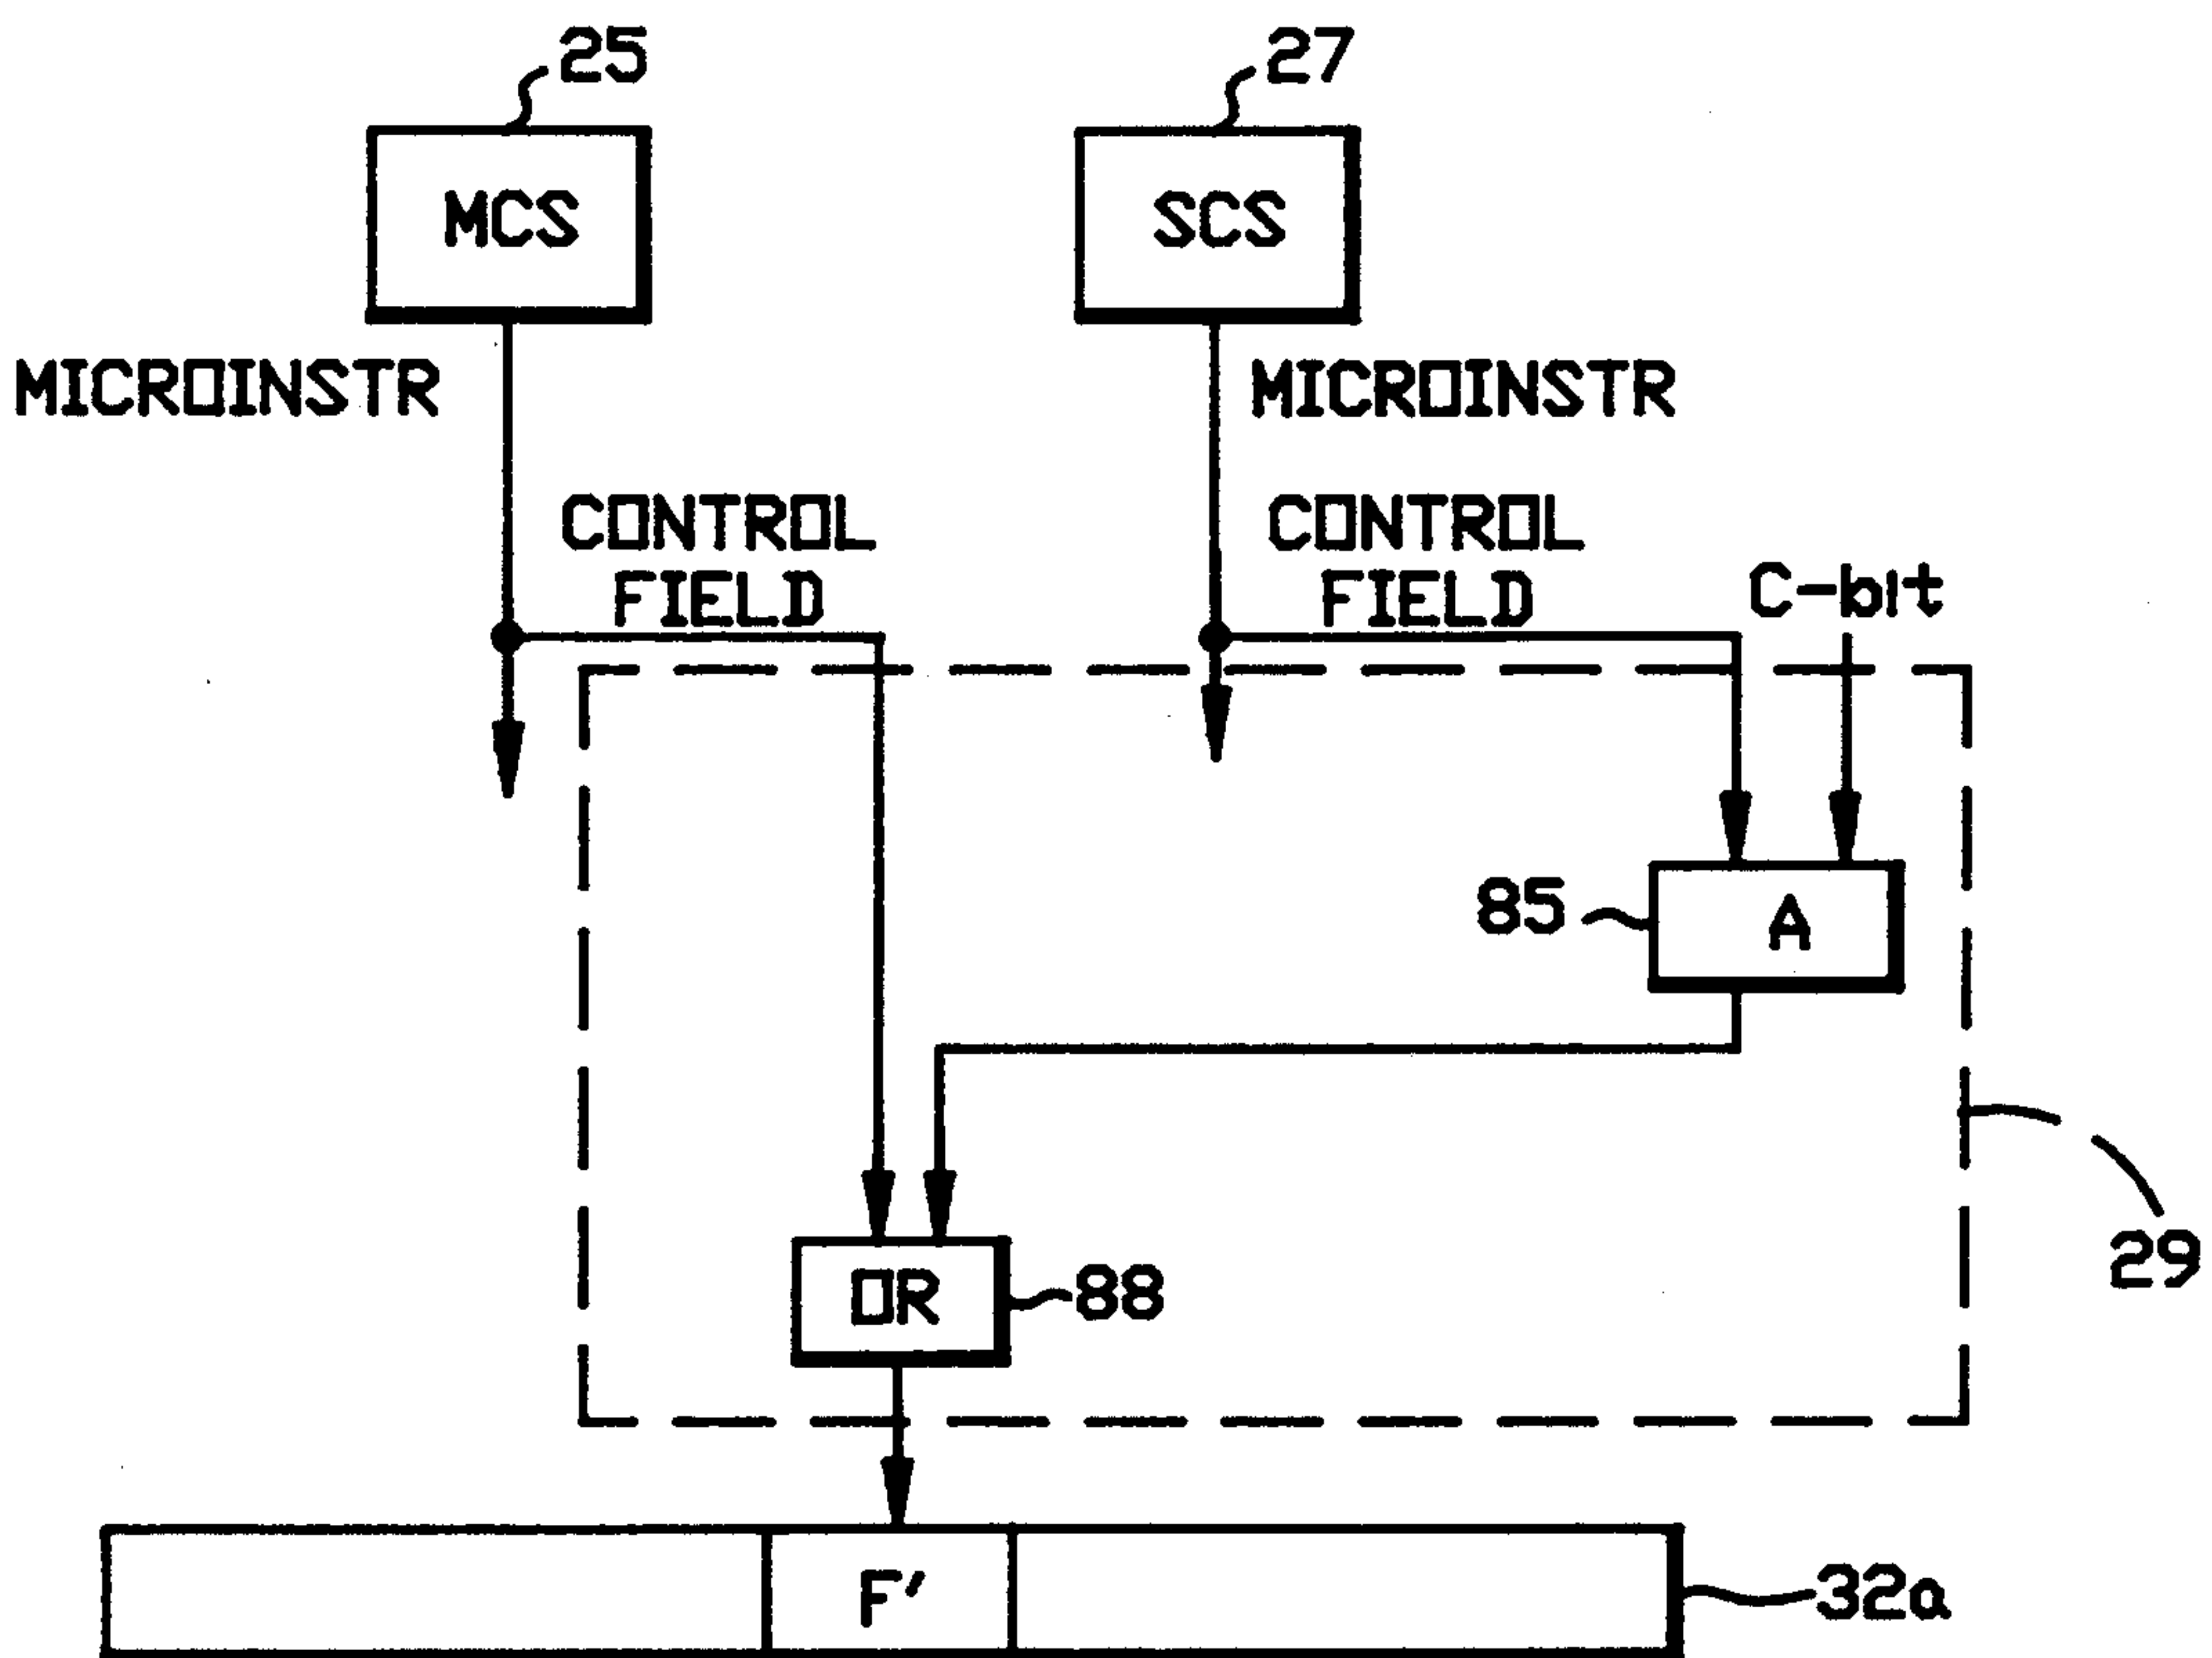 25
27
MCS
SCS
MICROINSTR
MICROINSTR
CONTROL
FIELD
CONTROL
FIELD
C-bit
85
A
OR
88
29
F'
32a